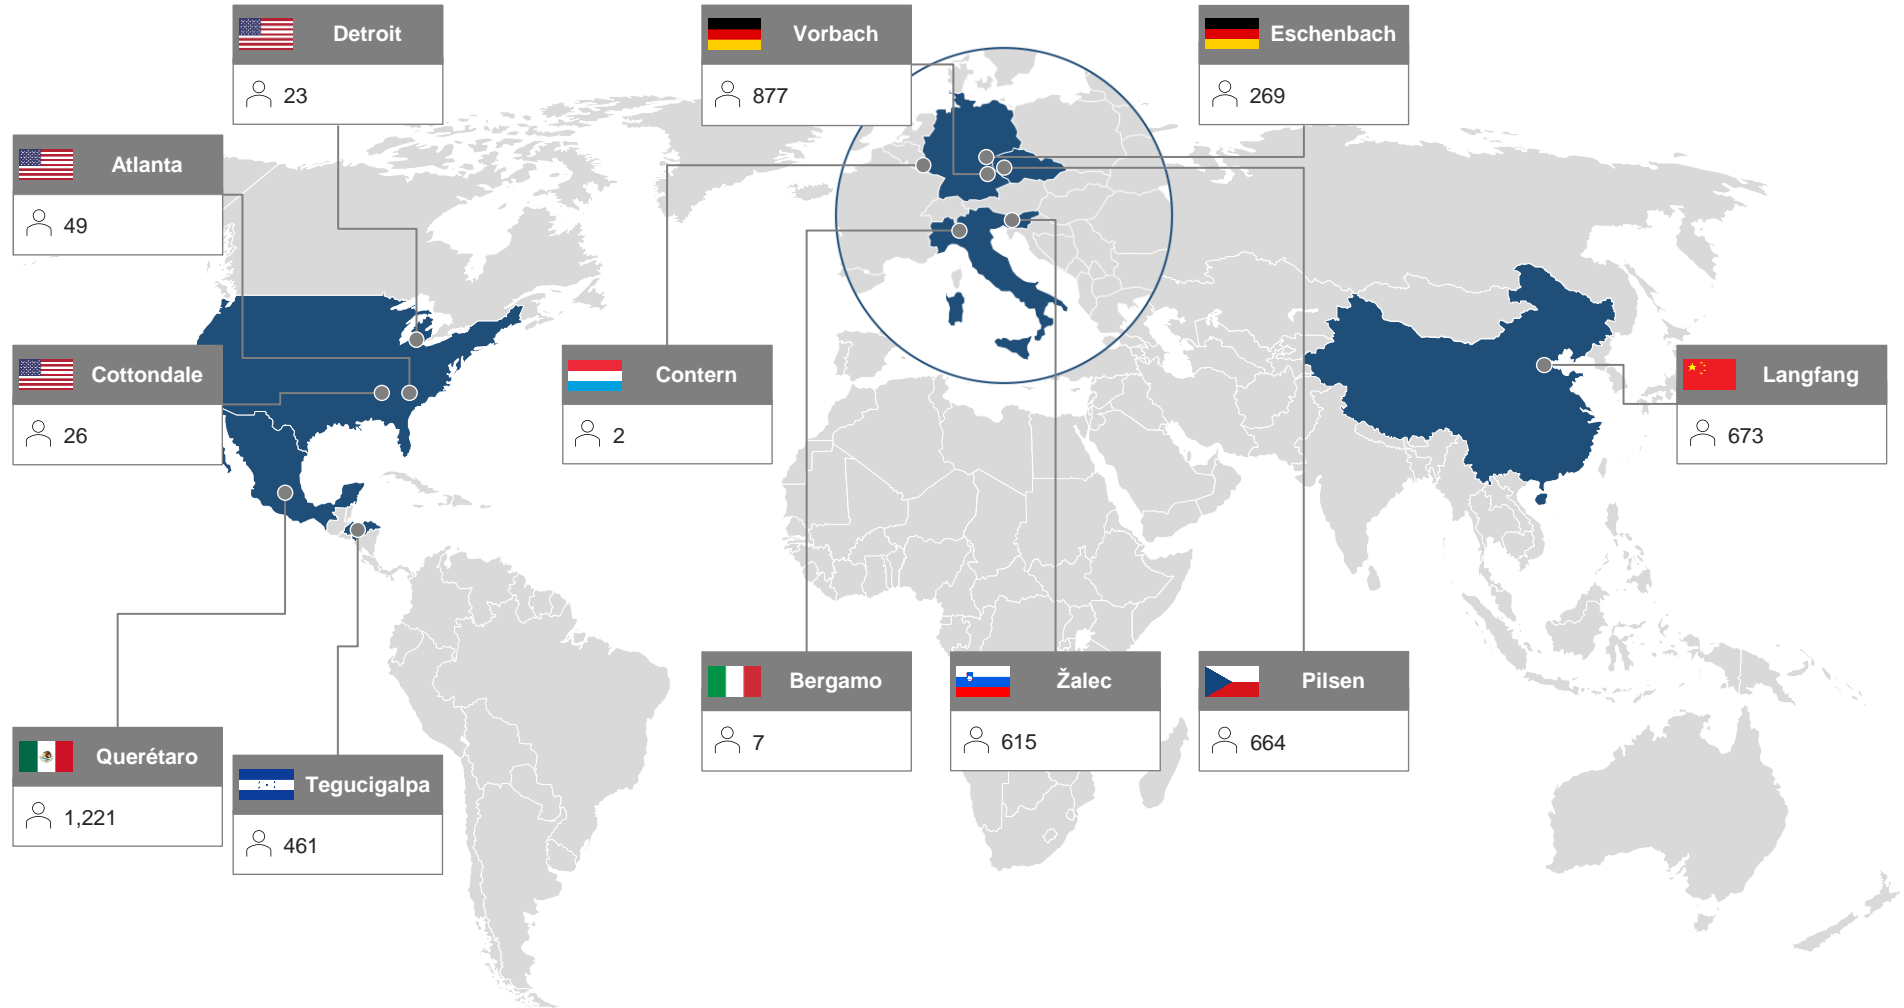 Detroit
23
Vorbach
877
Eschenbach
269
Atlanta
49
Cottondale
26
Contern
2
Langfang
673
Bergamo
7
Žalec
615
Pilsen
664
Querétaro
1,221
Tegucigalpa
461